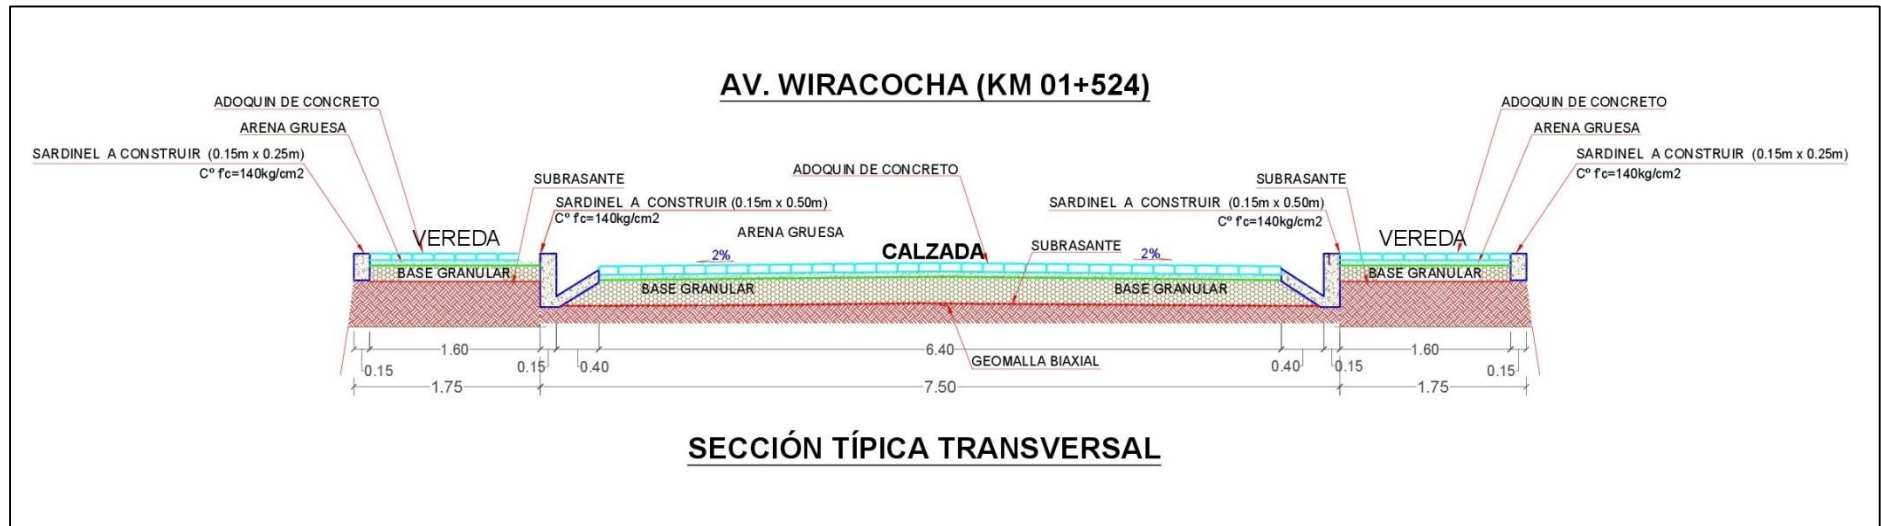 AV. WIRACOCHA (KM 01+524)
ADOQUIN DE CONCRETO
ARENA GRUESA
SARDINEL A CONSTRUIR (0.15m x 0.25m)
Cº f'c=140kg/cm2
SUBRASANTE
SARDINEL A CONSTRUIR (0.15m x 0.50m)
Cº f'c=140kg/cm2
ARENA GRUESA
ADOQUIN DE CONCRETO
SUBRASANTE
SARDINEL A CONSTRUIR (0.15m x 0.50m)
Cº f'c=140kg/cm2
ADOQUIN DE CONCRETO
ARENA GRUESA
SARDINEL A CONSTRUIR (0.15m x 0.25m)
Cº f'c=140kg/cm2
VEREDA
2%
CALZADA
SUBRASANTE
2%
VEREDA
BASE GRANULAR
BASE GRANULAR
BASE GRANULAR
BASE GRANULAR
1.60
6.40
1.60
0.15
0.15
0.40
GEOMALLA BIAXIAL
0.40
0.15
0.15
1.75
7.50
1.75
SECCIÓN TÍPICA TRANSVERSAL